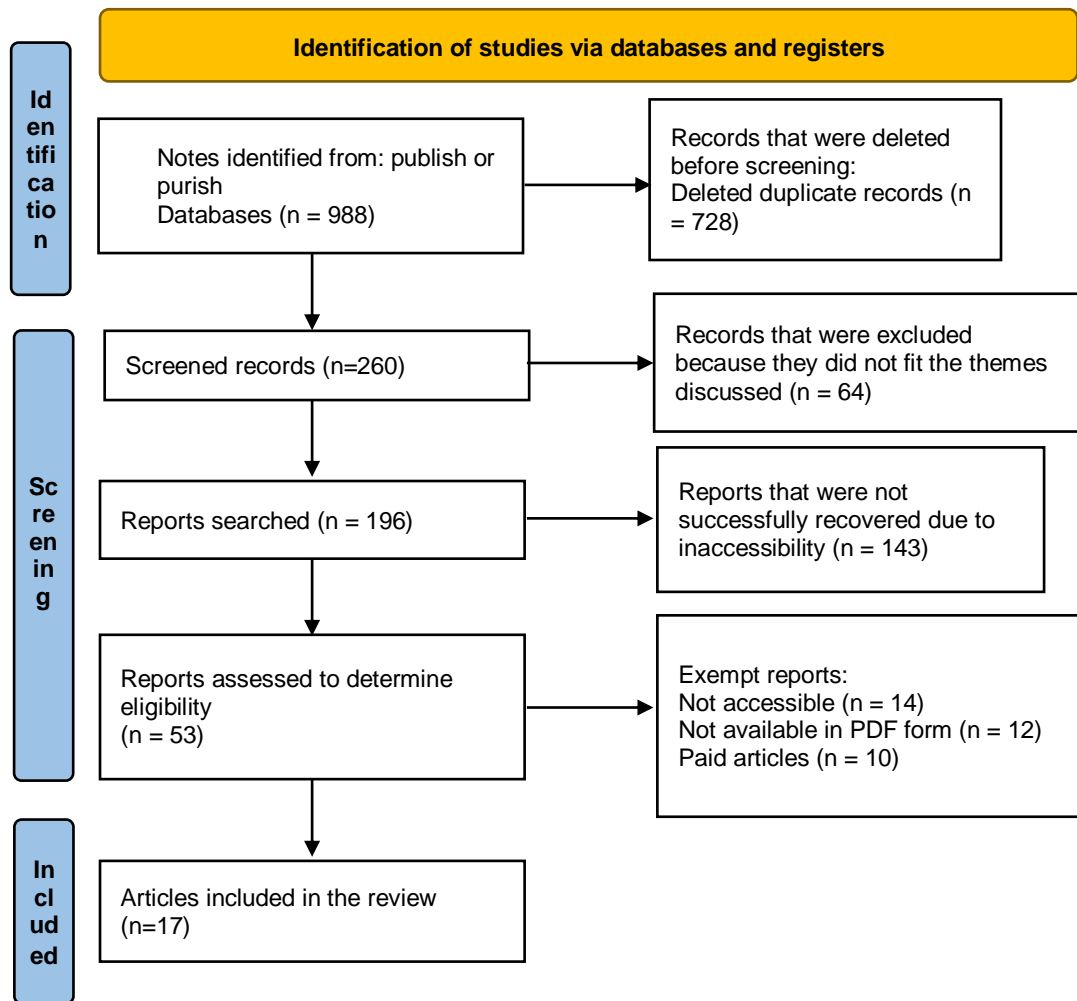 Identification of studies via databases and registers
Id
en
tifi
ca
tio
n
Notes identified from: publish or
purish
Databases (n = 988)
Records that were deleted
before screening:
Deleted duplicate records (n
= 728)
Sc
re
en
in
g
Screened records (n=260)
Records that were excluded
because they did not fit the themes
discussed (n = 64)
Reports searched (n = 196)
Reports that were not
successfully recovered due to
inaccessibility (n = 143)
Reports assessed to determine
eligibility
(n = 53)
Exempt reports:
Not accessible (n = 14)
Not available in PDF form (n = 12)
Paid articles (n = 10)
In
cl
ud
ed
Articles included in the review
(n=17)